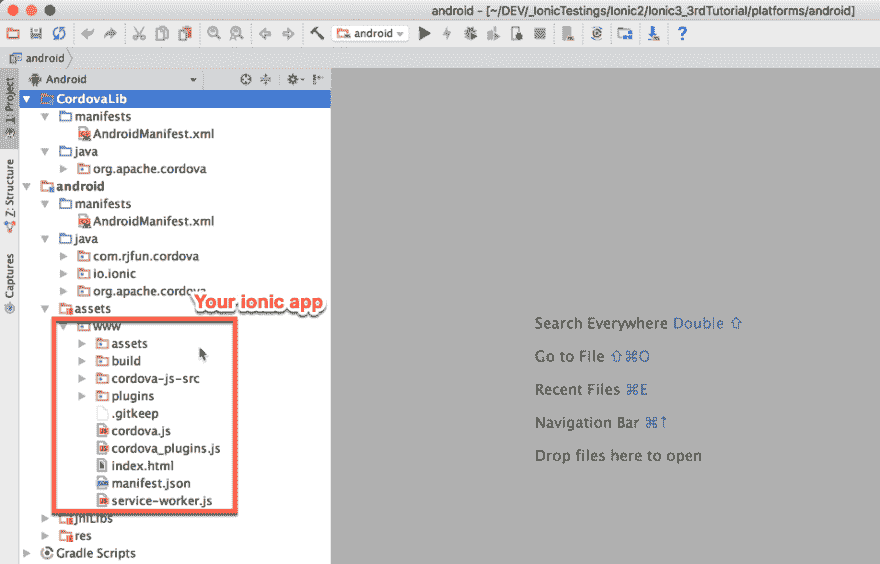 android - [~/DEV/_IonicTestings/Ionic2/Ionic3_3rdTutorial/platforms/android]
android
android
Android
1: Project
Z: Structure
Captures
CordovaLib
manifests
AndroidManifest.xml
java
org.apache.cordova
android
manifests
AndroidManifest.xml
java
com.rjfun.cordova
io.ionic
org.apache.cordova
Your ionic app
assets
www
assets
build
cordova-js-src
plugins
.gitkeep
cordova.js
cordova_plugins.js
index.html
manifest.json
service-worker.js
jniLibs
res
Gradle Scripts
Search Everywhere Double ⇧
Go to File ⇧⌘O
Recent Files ⌘E
Navigation Bar ⌘↑
Drop files here to open